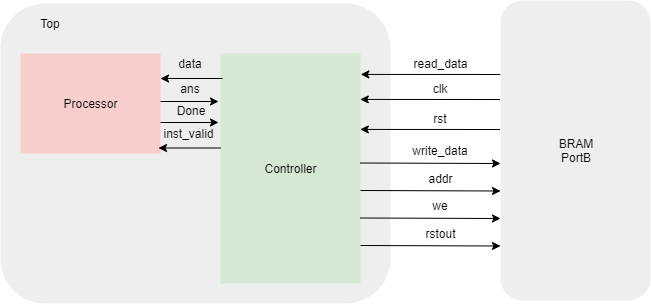 Top
data
ans
Done
inst_valid
Processor
Controller
read_data
clk
rst
write_data
addr
we
rstout
BRAM
PortB